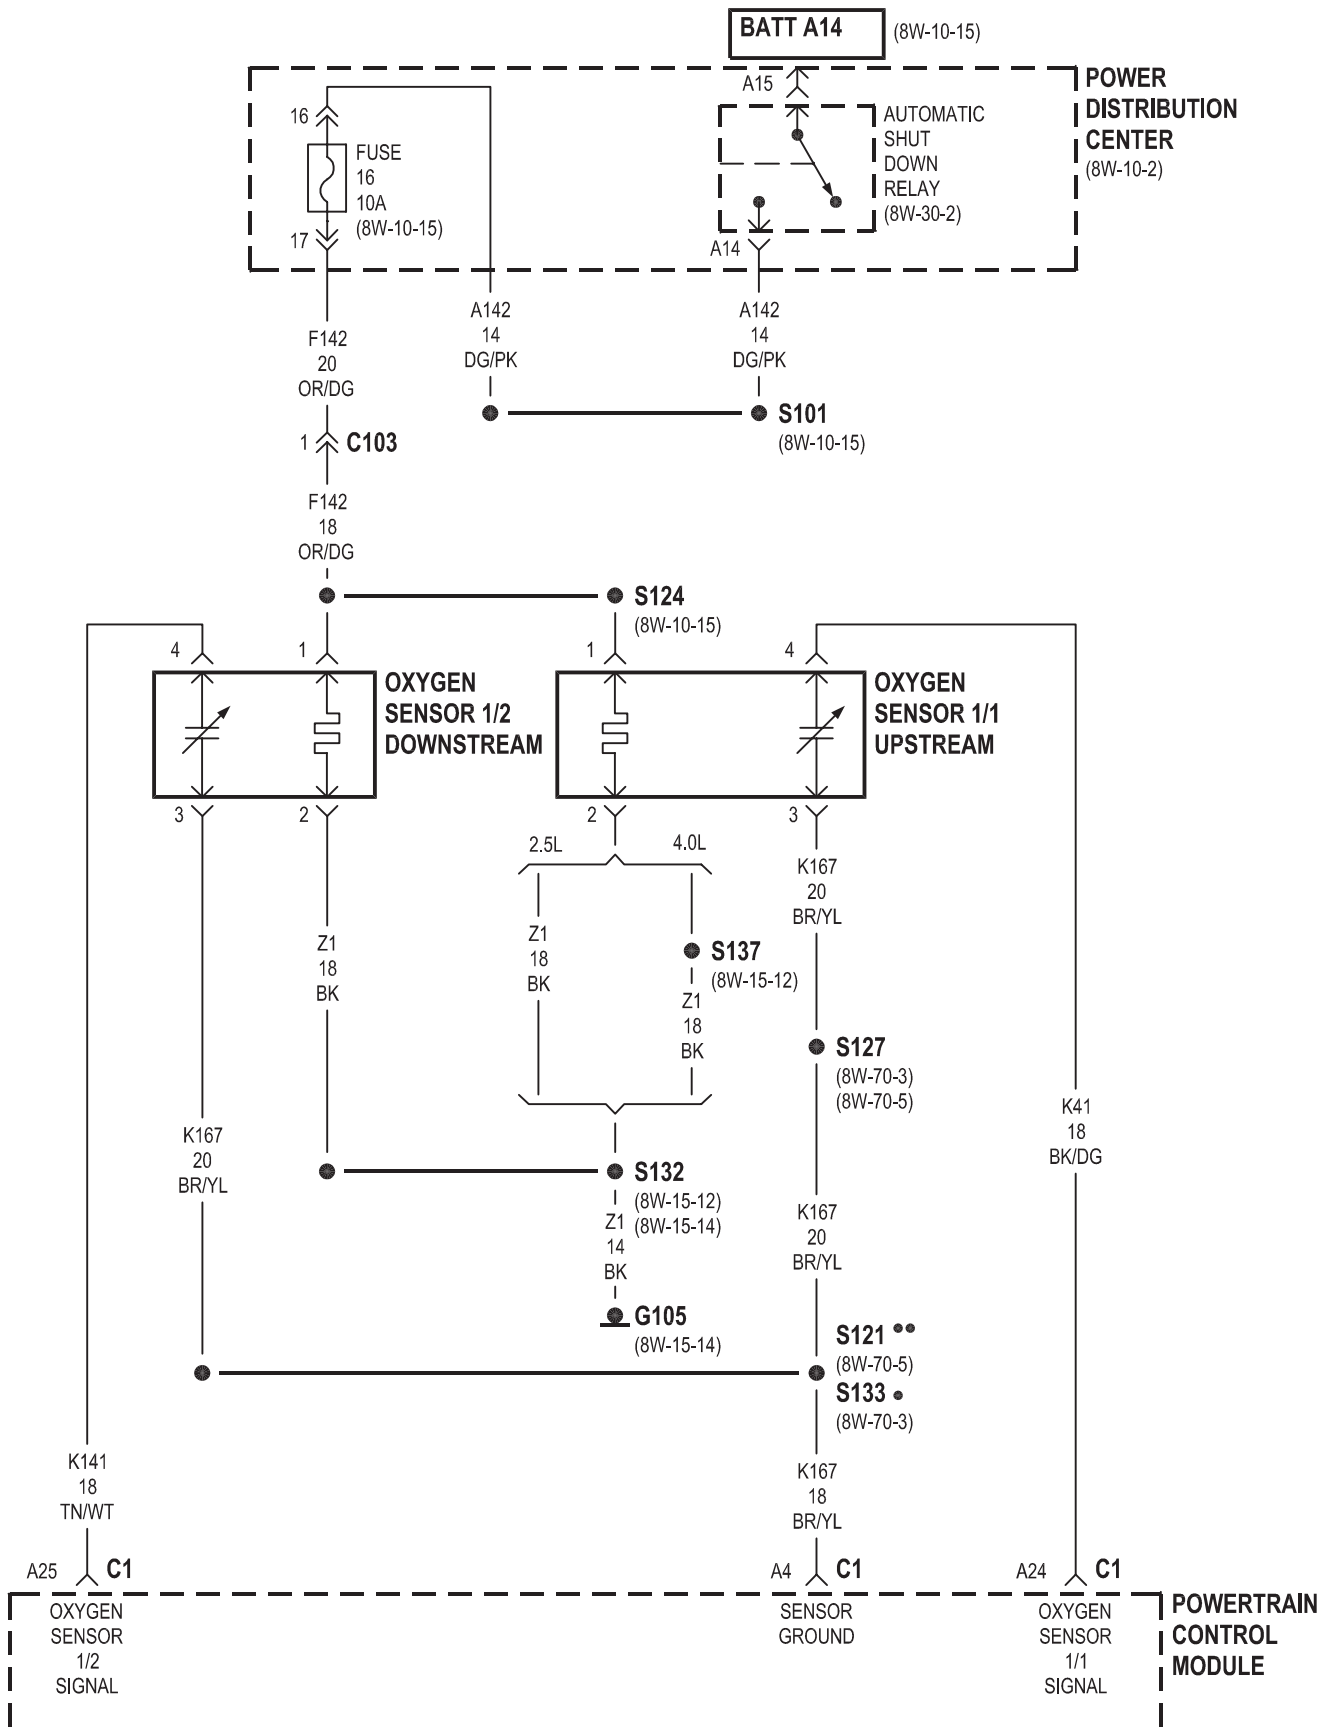 BATT A14
(8W-10-15)
A15
POWER
DISTRIBUTION
CENTER
(8W-10-2)
16
FUSE
16
10A
(8W-10-15)
17
AUTOMATIC
SHUT
DOWN
RELAY
(8W-30-2)
A14
F142
20
OR/DG
A142
14
DG/PK
A142
14
DG/PK
S101
(8W-10-15)
1
C103
F142
18
OR/DG
S124
(8W-10-15)
4
1
1
4
OXYGEN
SENSOR 1/2
DOWNSTREAM
OXYGEN
SENSOR 1/1
UPSTREAM
3
2
2
3
2.5L
4.0L
K167
20
BR/YL
Z1
18
BK
Z1
18
BK
S137
(8W-15-12)
Z1
18
BK
S127
(8W-70-3)
(8W-70-5)
K167
20
BR/YL
K41
18
BK/DG
S132
(8W-15-12)
(8W-15-14)
Z1
14
BK
K167
20
BR/YL
G105
(8W-15-14)
S121 ••
(8W-70-5)
S133 •
(8W-70-3)
K141
18
TN/WT
K167
18
BR/YL
A25
C1
A4
C1
A24
C1
OXYGEN
SENSOR
1/2
SIGNAL
SENSOR
GROUND
OXYGEN
SENSOR
1/1
SIGNAL
POWERTRAIN
CONTROL
MODULE